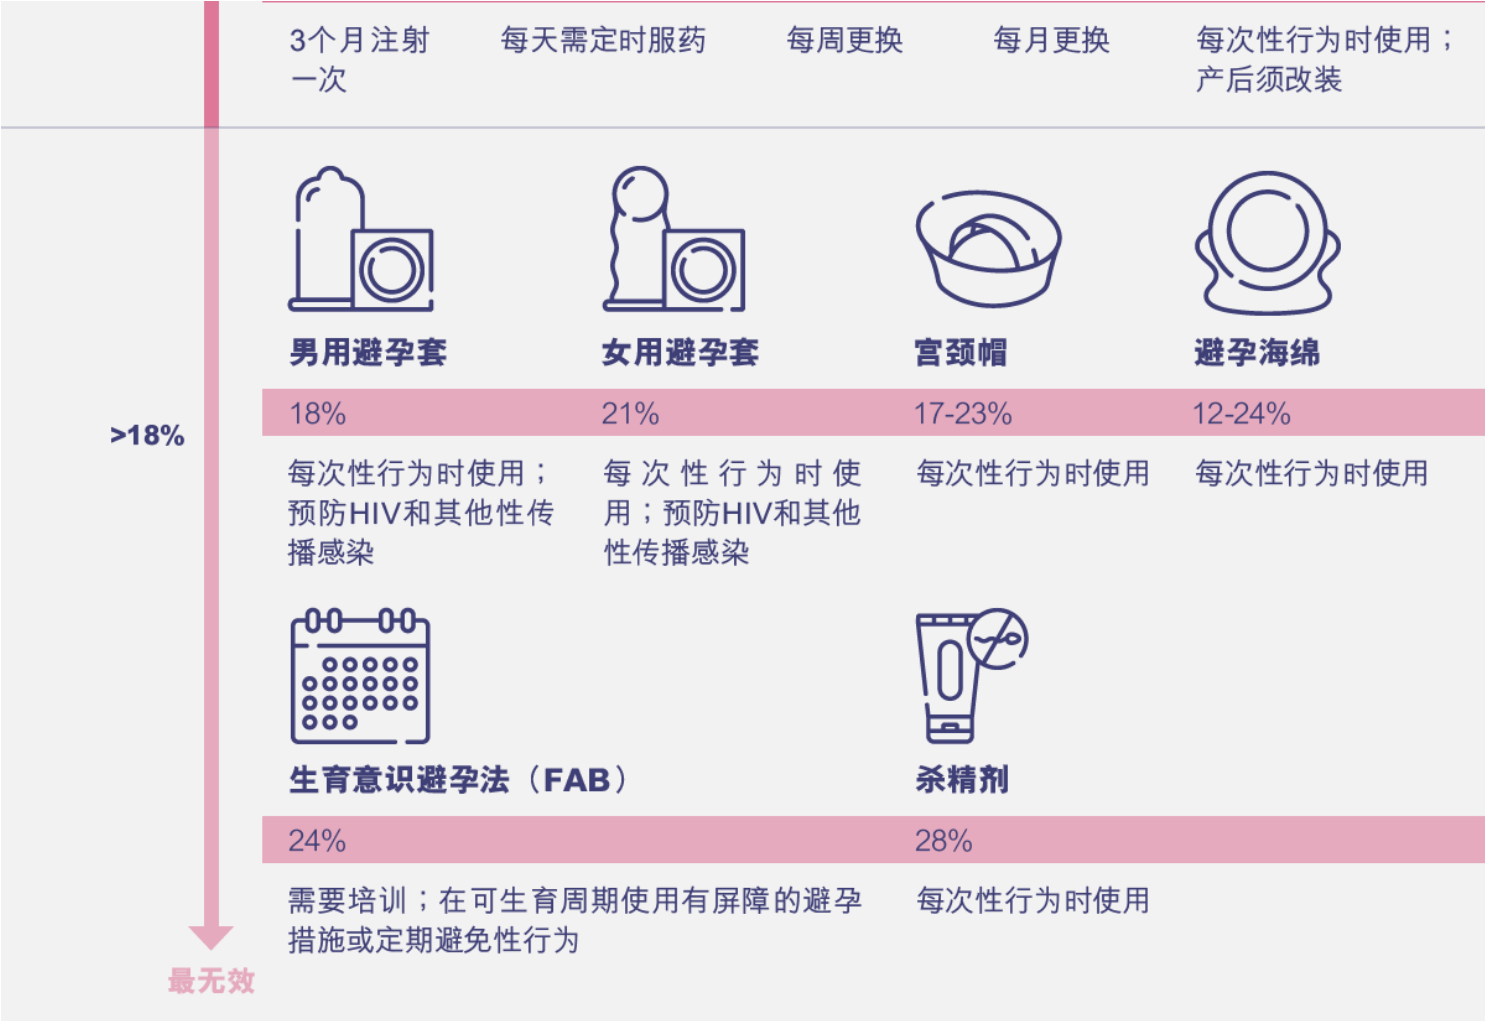 3个月注射 每天需定时服药 每周更换 每月更换 每次性行为时使用；
一次 产后须改装
男用避孕套 女用避孕套 宫颈帽 避孕海绵
>18%
18% 21% 17-23% 12-24%
每次性行为时使用； 每次性行为时使 每次性行为时使用 每次性行为时使用
预防HIV和其他性传 用；预防HIV和其他
播感染 性传播感染
生育意识避孕法（FAB） 杀精剂
24% 28%
需要培训；在可生育周期使用有屏障的避孕 每次性行为时使用
措施或定期避免性行为
最无效